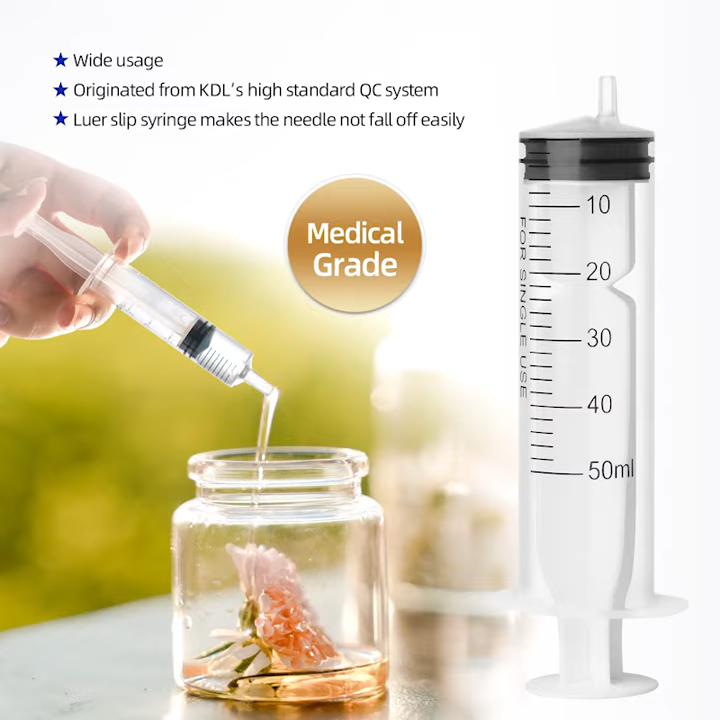 ★ Wide usage
★ Originated from KDL's high standard QC system
★ Luer slip syringe makes the needle not fall off easily
Medical
Grade
10
20
30
40
50ml
FOR SINGLE USE